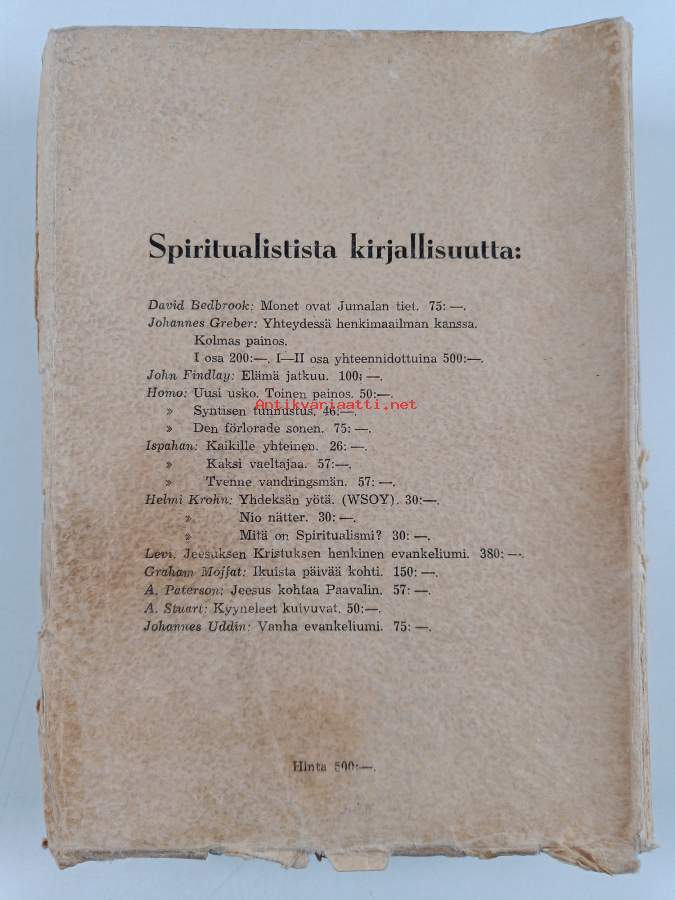 Spiritualistista kirjallisuutta:
David Bedbrook: Monet ovat Jumalan tiet. 75: —.
Johannes Greber: Yhteydessä henkimaailman kanssa.
Kolmas painos.
I osa 200:—. I—II osa yhteennidottuina 500:—.
John Findlay: Elämä jatkuu. 100: —.
Homo: Uusi usko. Toinen painos. 50:—.
Antikvariaatti.net
» Syntisen tunnustus. 46:—.
» Den förlorade sonen. 75: —.
Ispahan: Kaikille yhteinen. 26: —.
» Kaksi vaeltajaa. 57:—.
» Tvenne vandringsmän. 57: —.
Helmi Krohn: Yhdeksän yötä. (WSOY). 30:—.
» Nio nätter. 30: —.
» Mitä on Spiritualismi? 30: —.
Levi. Jeesuksen Kristuksen henkinen evankeliumi. 380: —.
Graham Moffat: Ikuista päivää kohti. 150: —.
A. Paterson: Jeesus kohtaa Paavalin. 57: —.
A. Stuart: Kyyneleet kuivuvat. 50:—.
Johannes Uddin: Vanha evankeliumi. 75: —.
Hinta 500:—.